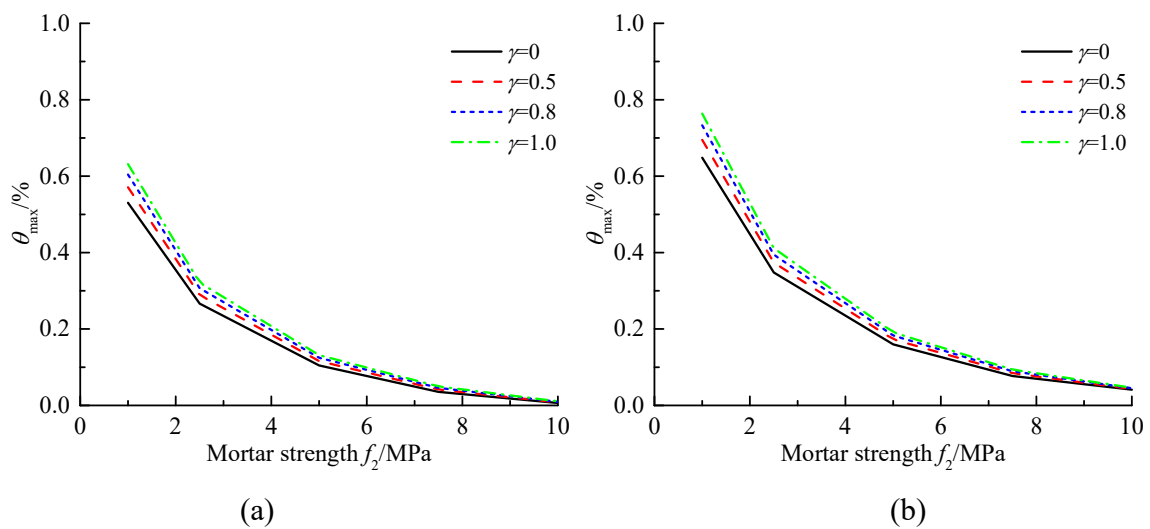 1.0
0.8
0.6
0.4
0.2
0.0
θmax/%
0 2 4 6 8 10
Mortar strength f2/MPa
γ=0
γ=0.5
γ=0.8
γ=1.0
(a)
1.0
0.8
0.6
0.4
0.2
0.0
θmax/%
0 2 4 6 8 10
Mortar strength f2/MPa
γ=0
γ=0.5
γ=0.8
γ=1.0
(b)